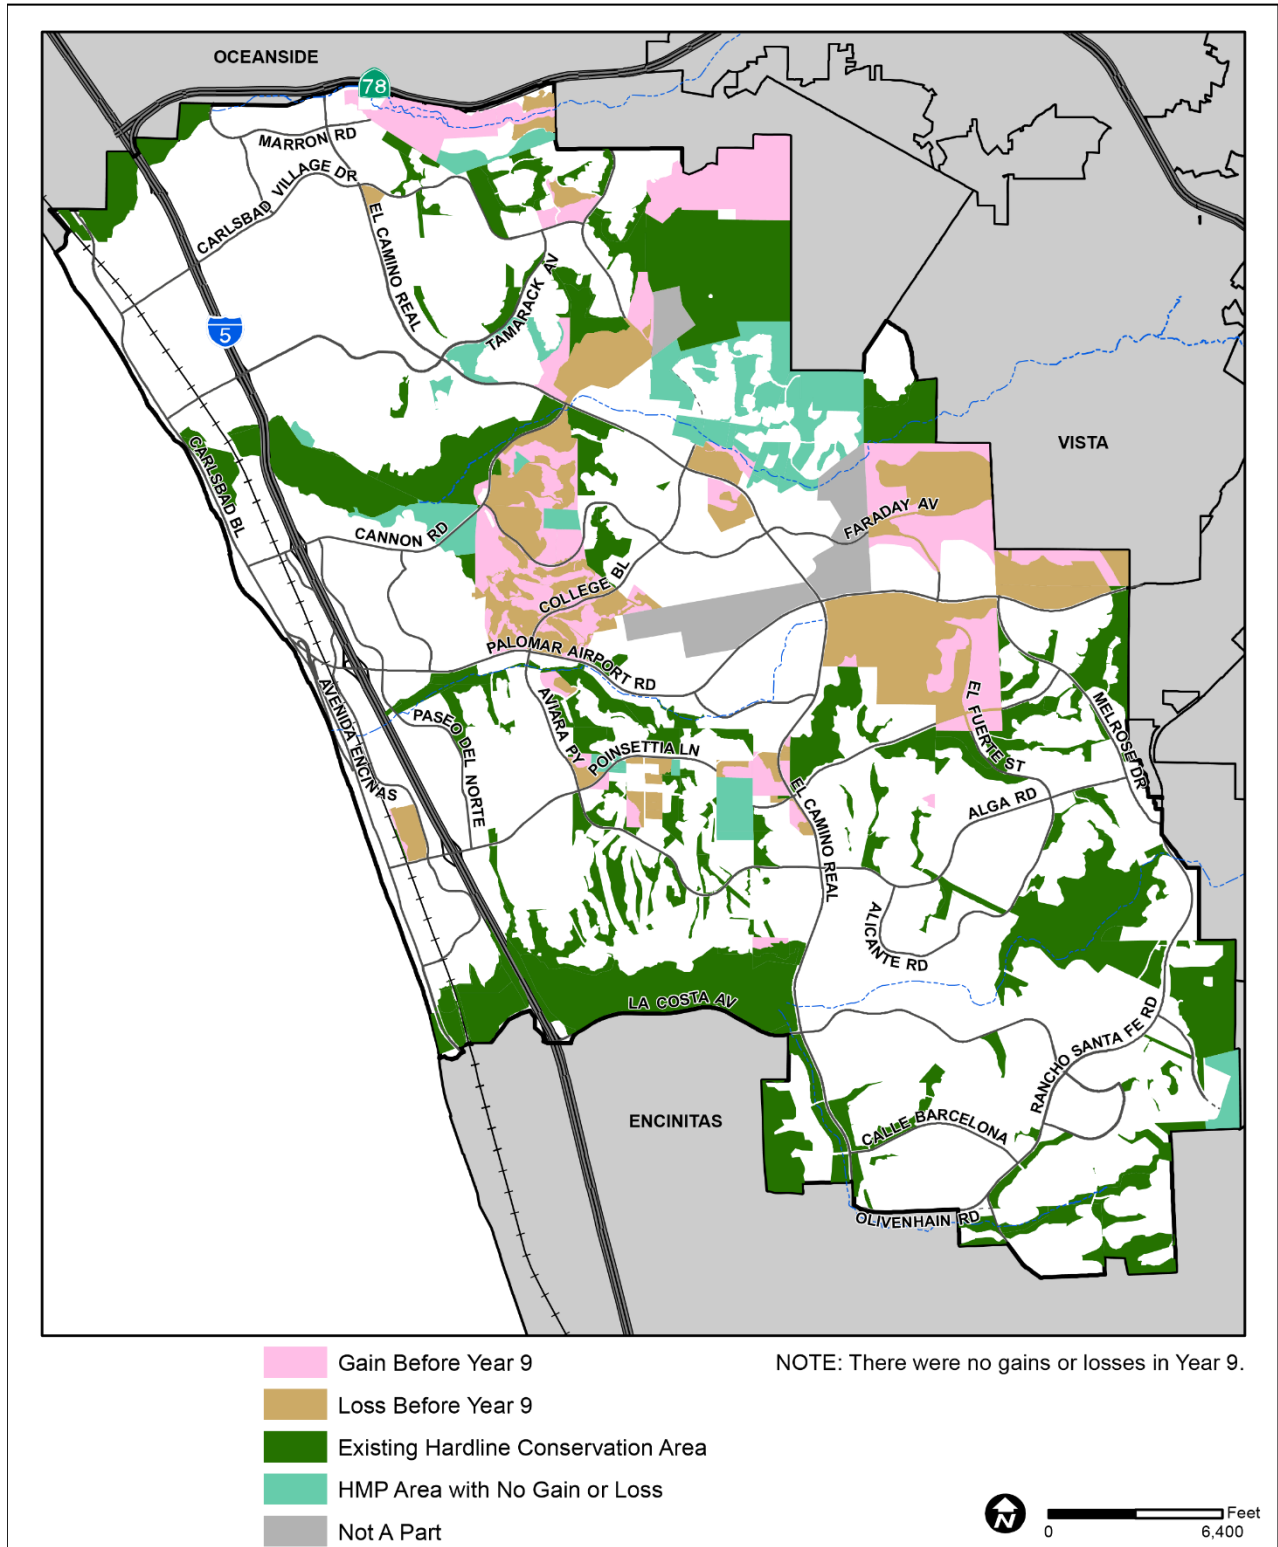 OCEANSIDE
78
MARRON RD
CARLSBAD VILLAGE DR
EL CAMINO REAL
TAMARACK AV
5
VISTA
CARLSBAD BL
CANNON RD
FARADAY AV
COLLEGE BL
PALOMAR AIRPORT RD
AVENIDA ENCINAS
PASEO DEL NORTE
AVIARA PY
POINSETTIA LN
EL FUERTE ST
MELROSE DR
EL CAMINO REAL
ALGA RD
ALICANTE RD
LA COSTA AV
RANCHO SANTA FE RD
ENCINITAS
CALLE BARCELONA
OLIVENHAIN RD
Gain Before Year 9
NOTE: There were no gains or losses in Year 9.
Loss Before Year 9
Existing Hardline Conservation Area
HMP Area with No Gain or Loss
Not A Part
N
Feet
0 6,400